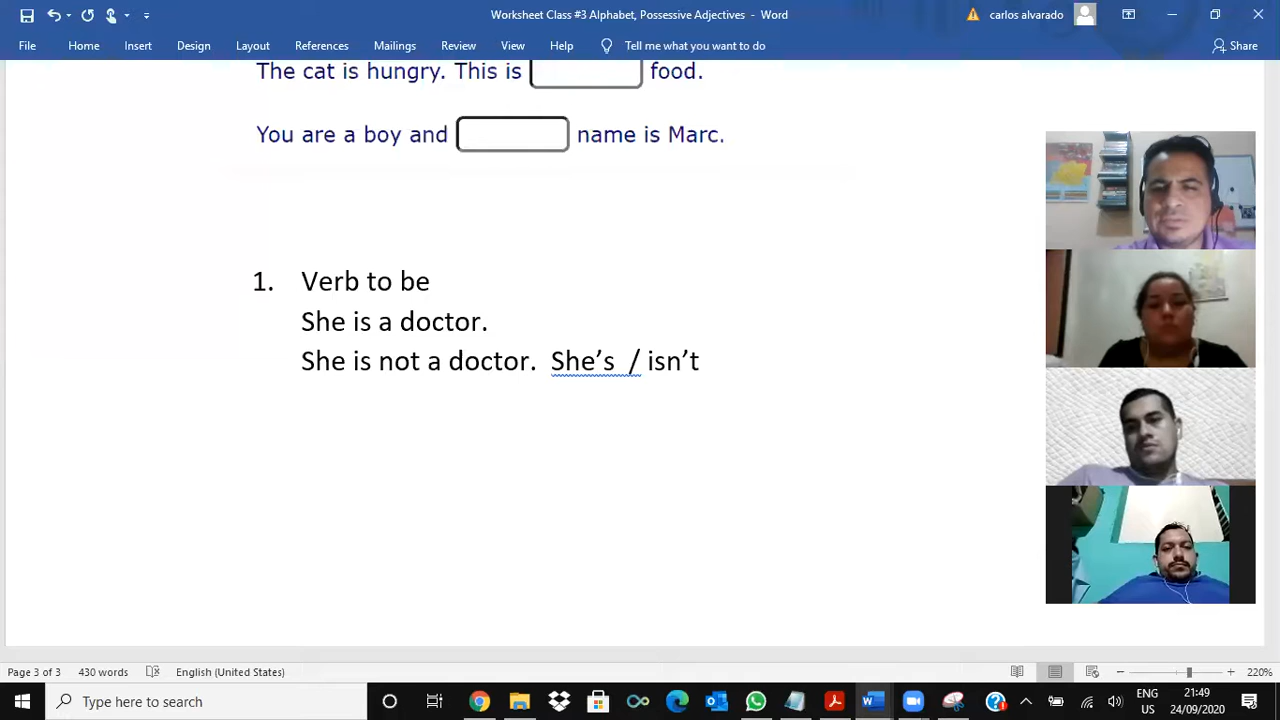 Worksheet Class #3 Alphabet, Possessive Adjectives - Word
carlos alvarado
File Home Insert Design Layout References Mailings Review View Help Tell me what you want to do Share
The cat is hungry. This is food.
You are a boy and name is Marc.
1. Verb to be
She is a doctor.
She is not a doctor. She’s / isn’t
Page 3 of 3 430 words English (United States) 220%
Type here to search
ENG
US
21:49
24/09/2020